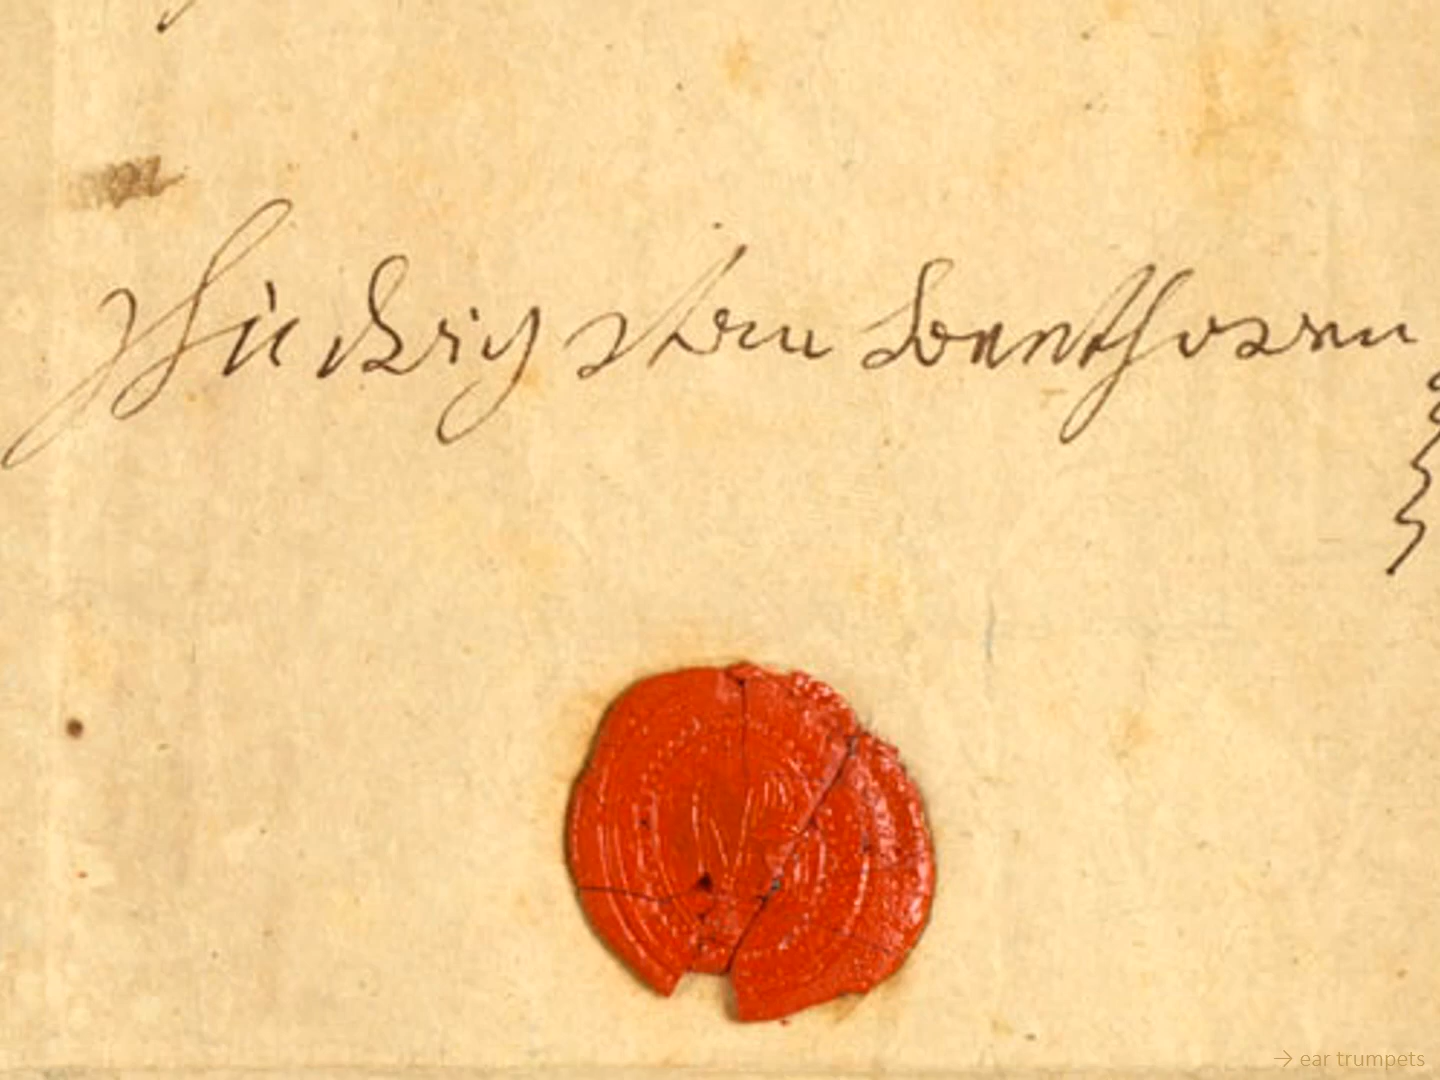 Ludwig van Beethoven
→ ear trumpets